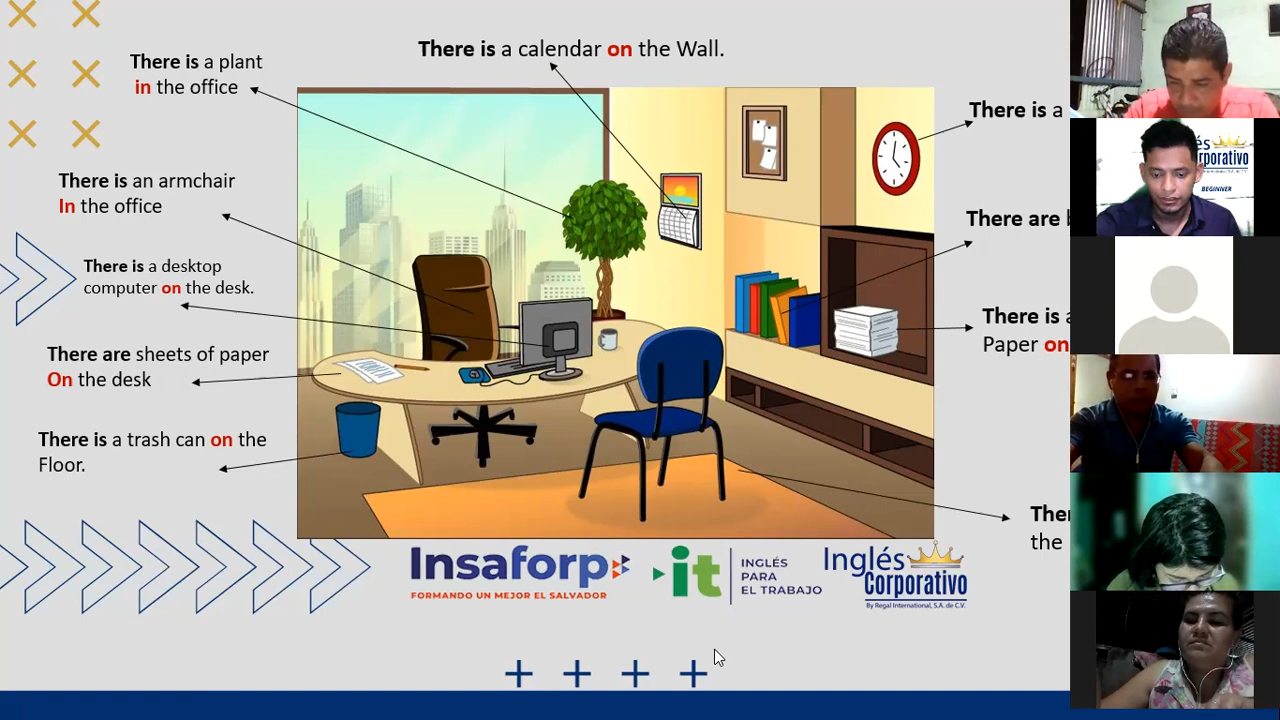 There is a calendar on the Wall.
There is a plant
in the office
There is an armchair
In the office
There is a desktop
computer on the desk.
There are sheets of paper
On the desk
There is a trash can on the
Floor.
There is a
There are
There is
Paper on
the
Insaforp
FORMANDO UN MEJOR EL SALVADOR
it
INGLÉS
PARA
EL TRABAJO
Inglés
Corporativo
By Regal International, S.A. de C.V.
BEGINNER